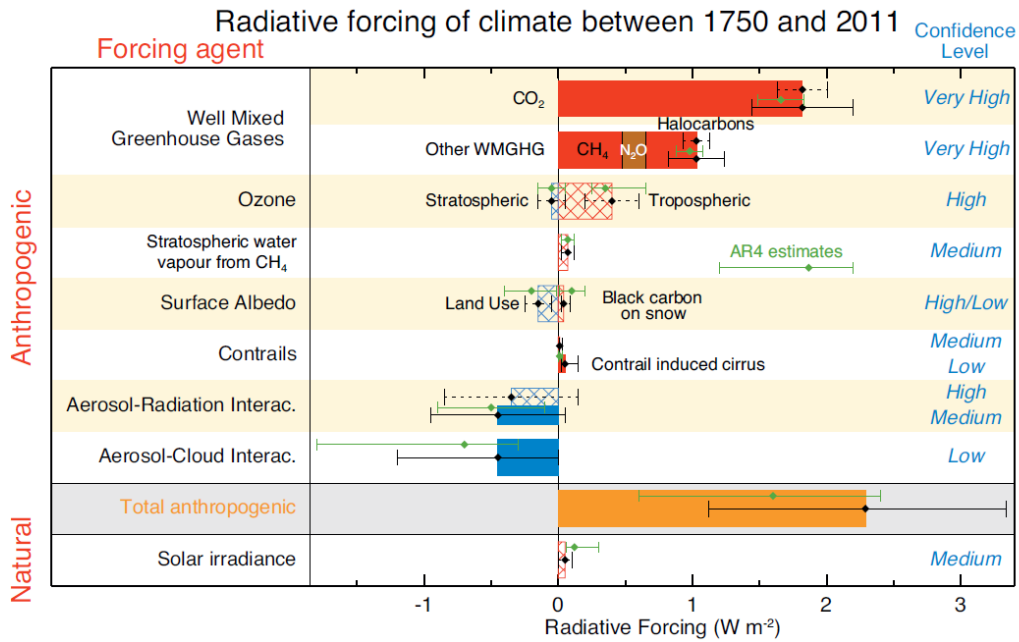 Radiative forcing of climate between 1750 and 2011
Forcing agent
Confidence
Level
Anthropogenic
Well Mixed
Greenhouse Gases
CO₂
Very High
Halocarbons
Other WMGHG
CH₄
N₂O
Very High
Ozone
Stratospheric
Tropospheric
High
Stratospheric water
vapour from CH₄
AR4 estimates
Medium
Surface Albedo
Land Use
Black carbon
on snow
High/Low
Contrails
Contrail induced cirrus
Medium
Low
Aerosol-Radiation Interac.
High
Medium
Aerosol-Cloud Interac.
Low
Total anthropogenic
Natural
Solar irradiance
Medium
-1 0 1 2 3
Radiative Forcing (W m⁻²)